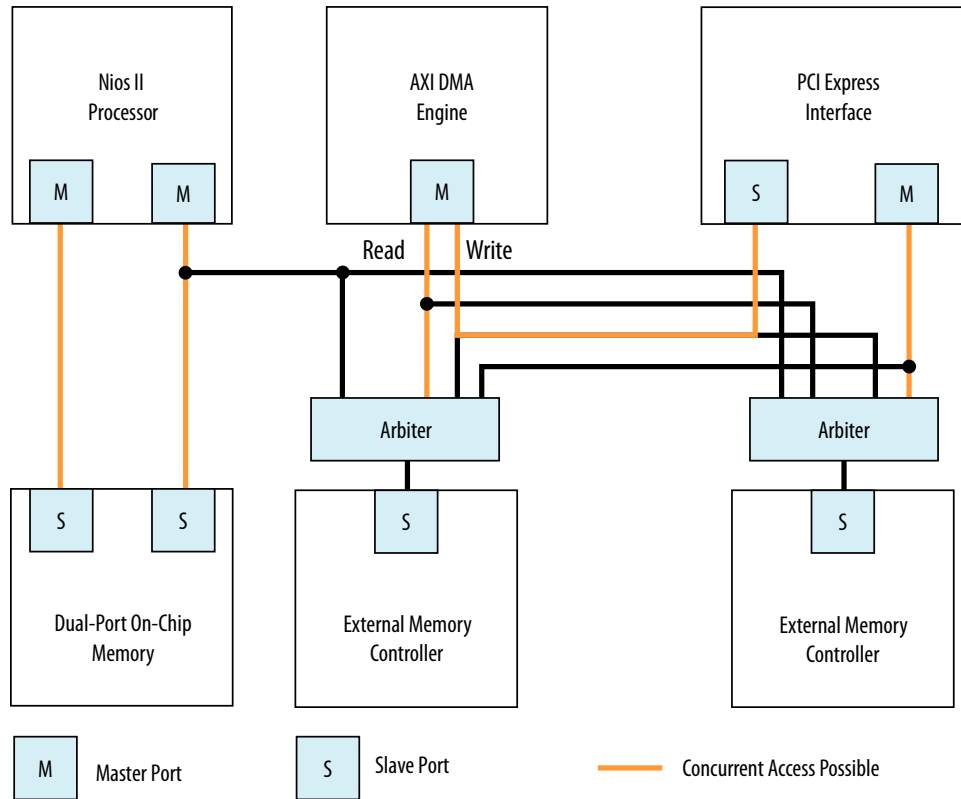 Nios II
Processor
AXI DMA
Engine
PCI Express
Interface
M
M
M
S
M
Read
Write
Arbiter
Arbiter
S
S
S
S
Dual-Port On-Chip
Memory
External Memory
Controller
External Memory
Controller
M
Master Port
S
Slave Port
Concurrent Access Possible